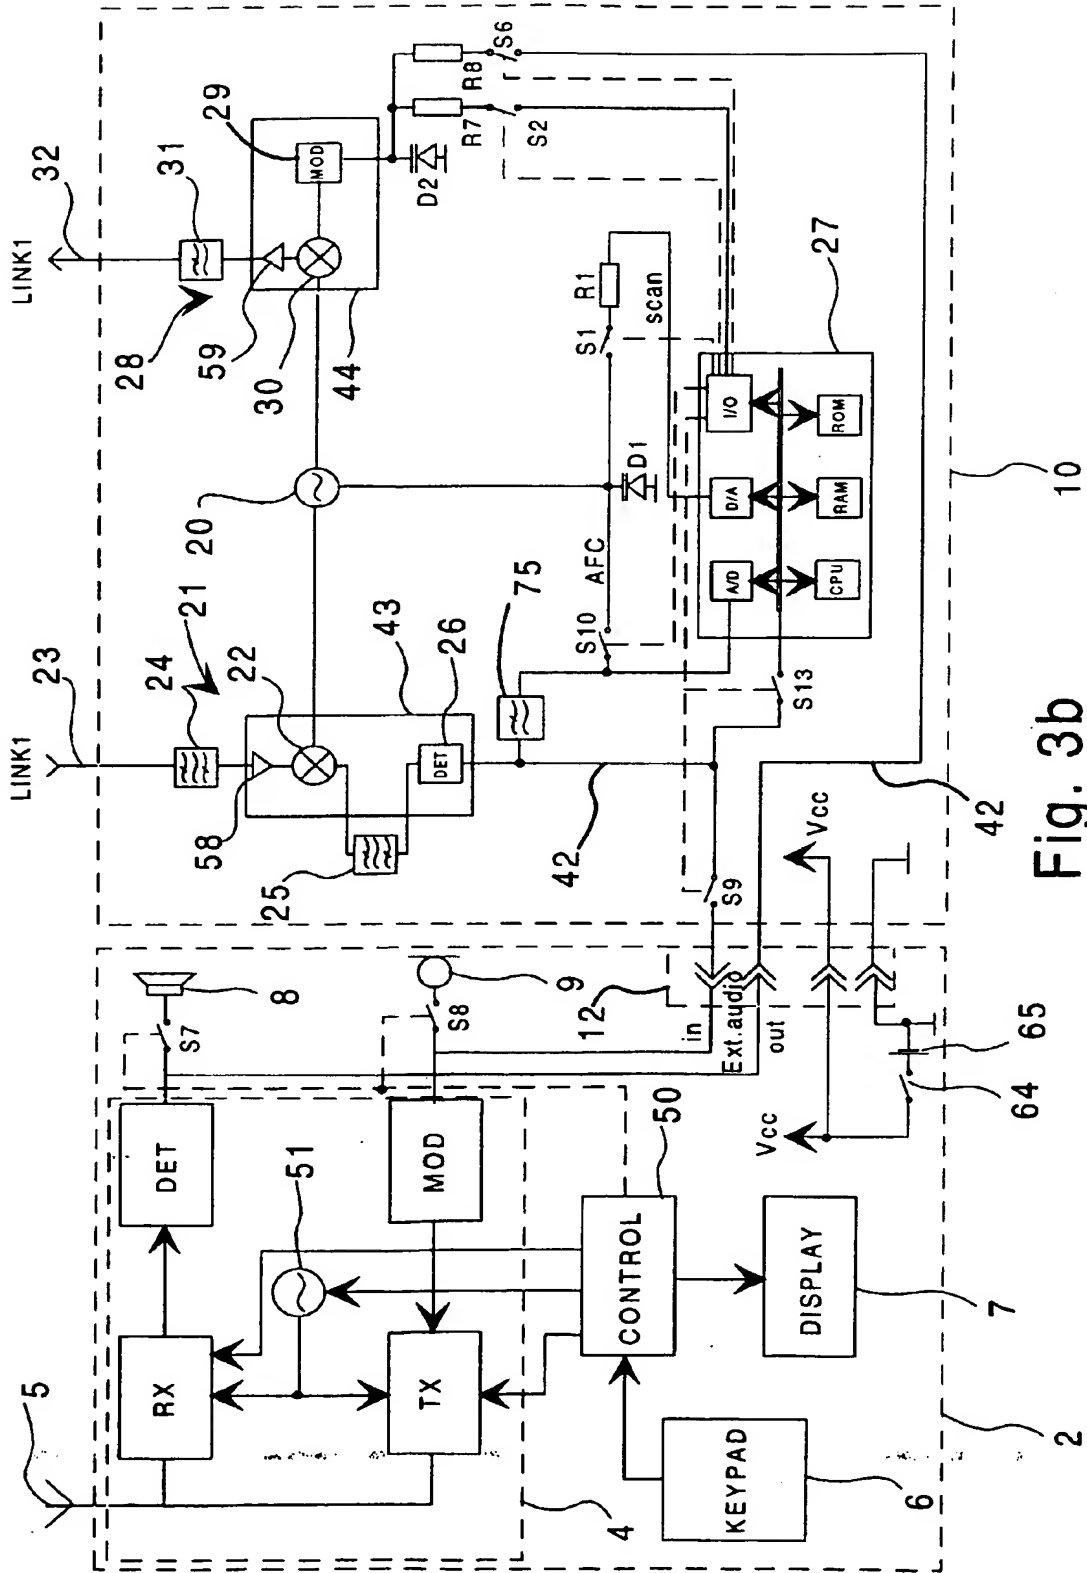 LINK1
23
24
21
22
58
25
43
26
DET
42
75
20
AFC
S10
D1
S1
R1
scan
S13
S9
A/D
D/A
I/O
CPU
RAM
ROM
27
10
LINK1
32
31
28
29
MOD
59
30
44
D2
R7
R8
S2
S6
42
Vcc
5
RX
DET
S7
8
51
TX
MOD
S8
9
4
12
in
Ext.audio
out
CONTROL
50
KEYPAD
6
DISPLAY
7
Vcc
64
65
2
Fig. 3b